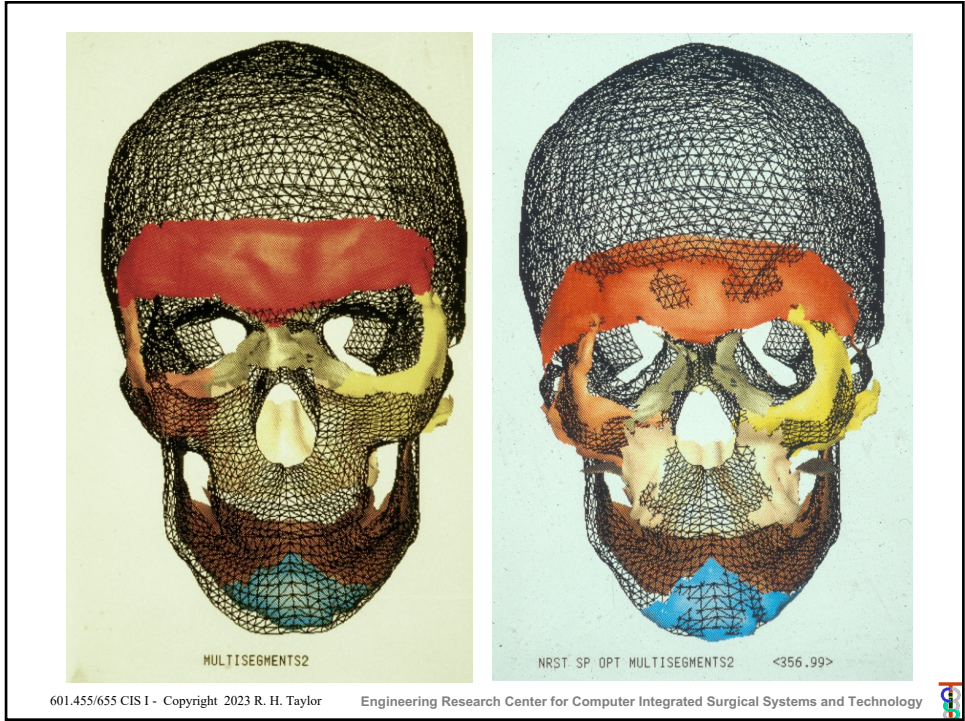 MULTISEGMENTS2
NRST SP OPT MULTISEGMENTS2 <356.99>
601.455/655 CIS I - Copyright 2023 R. H. Taylor
Engineering Research Center for Computer Integrated Surgical Systems and Technology